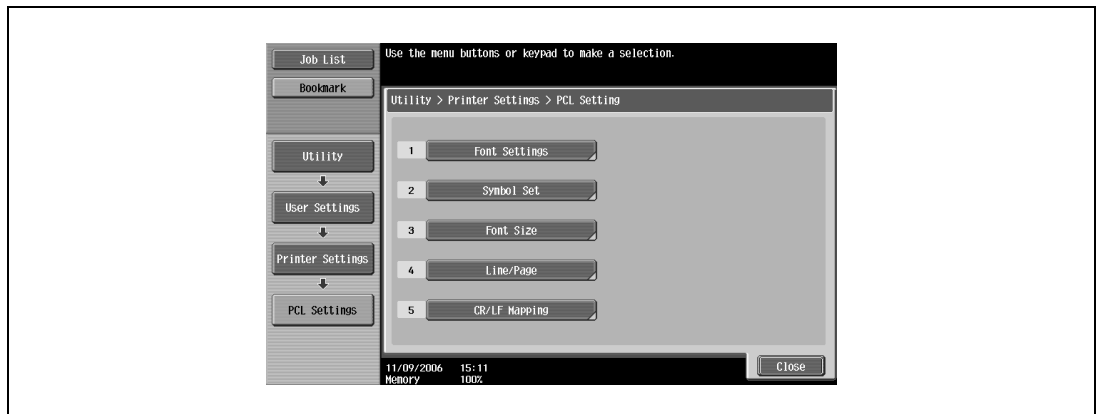 Job List
Bookmark
Utility
User Settings
Printer Settings
PCL Settings
Use the menu buttons or keypad to make a selection.
Utility > Printer Settings > PCL Setting
1 Font Settings
2 Symbol Set
3 Font Size
4 Line/Page
5 CR/LF Mapping
11/09/2006 15:11
Memory 100%
Close